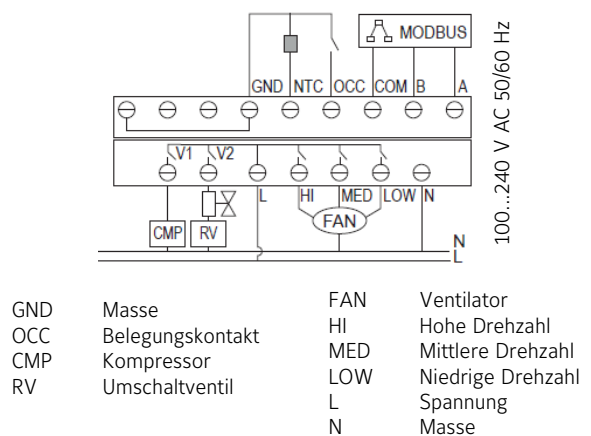 MODBUS
GND NTC OCC COM B A
V1 V2
L HI MED LOW N
FAN
CMP RV
N
L
100...240 V AC 50/60 Hz
GND Masse
OCC Belegungskontakt
CMP Kompressor
RV Umschaltventil
FAN Ventilator
HI Hohe Drehzahl
MED Mittlere Drehzahl
LOW Niedrige Drehzahl
L Spannung
N Masse